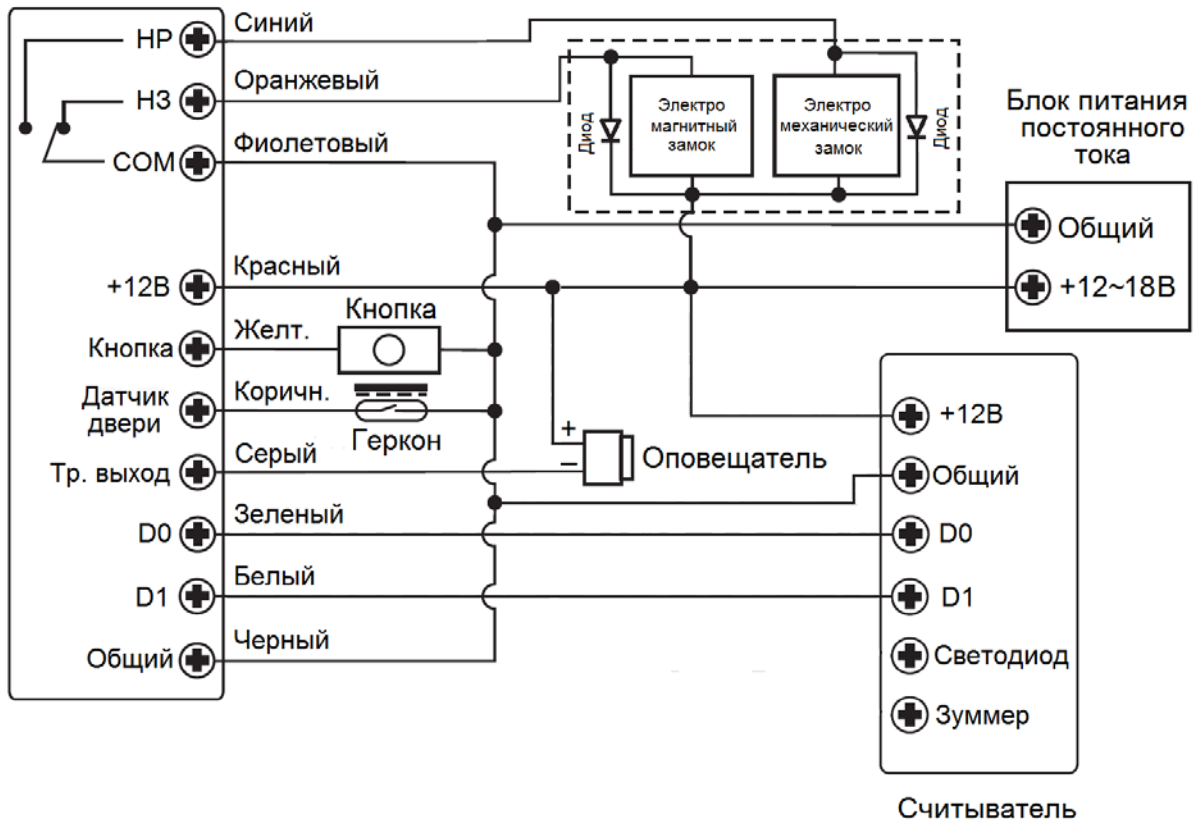 НР
Синий
НЗ
Оранжевый
COM
Фиолетовый
+12В
Красный
Кнопка
Желт.
Кнопка
Датчик
двери
Коричн.
Геркон
Тр. выход
Серый
+
–
Оповещатель
D0
Зеленый
D1
Белый
Общий
Черный
Диод
Электро
магнитный
замок
Электро
механический
замок
Диод
Блок питания
постоянного
тока
Общий
+12~18В
+12В
Общий
D0
D1
Светодиод
Зуммер
Считыватель